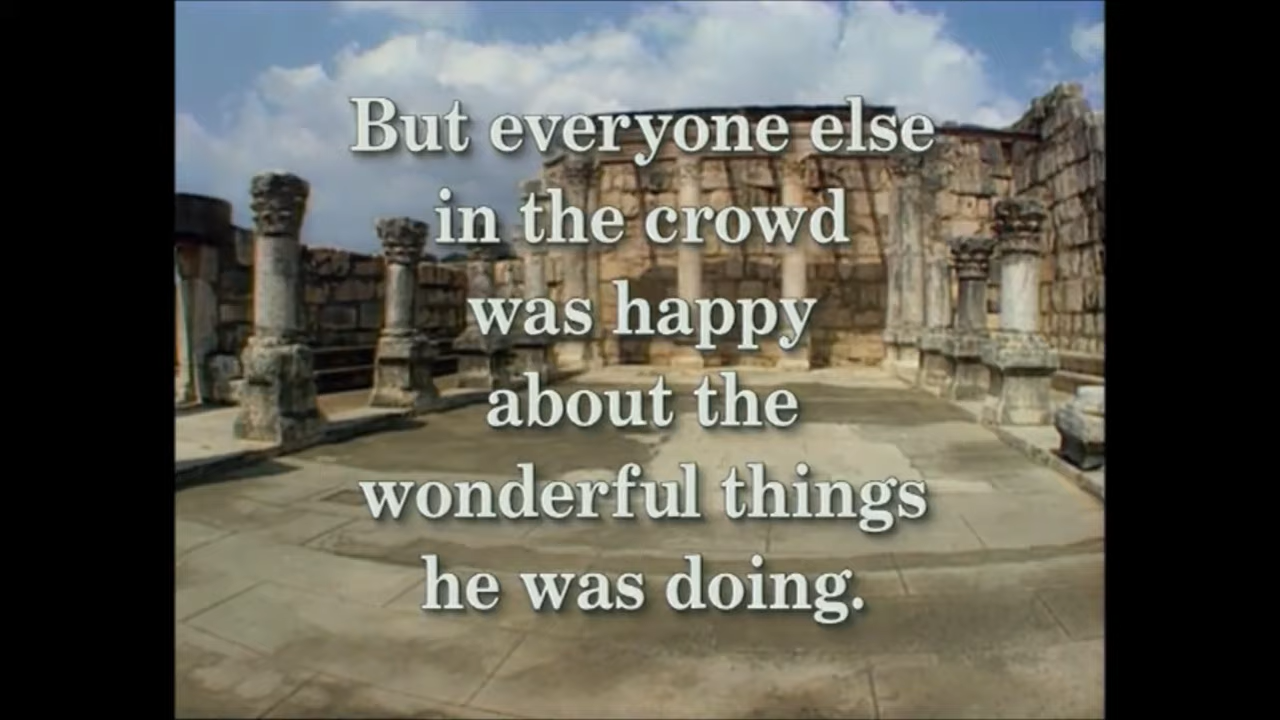 But everyone else
in the crowd
was happy
about the
wonderful things
he was doing.